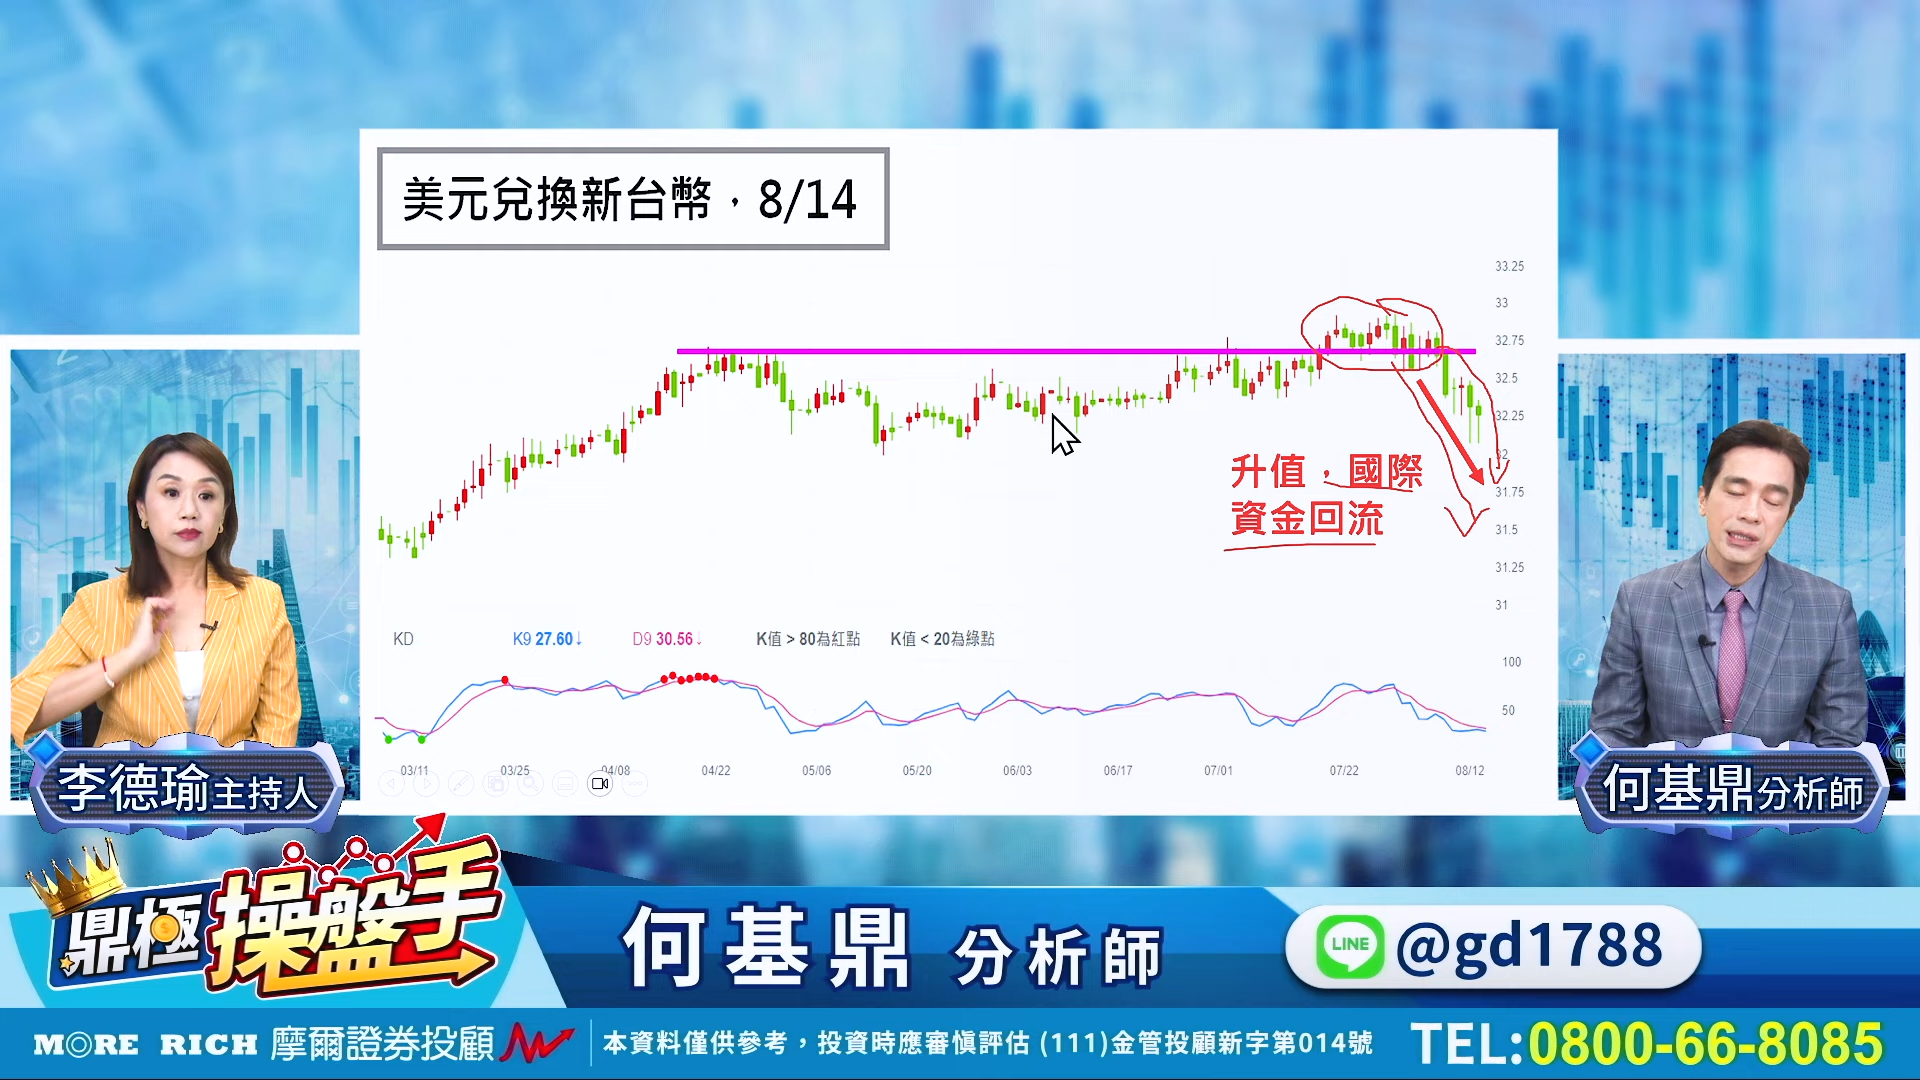 美元兌換新台幣，8/14
33.25
33
32.75
32.5
32.25
32
31.75
31.5
31.25
31
升值，國際
資金回流
KD K9 27.60↓ D9 30.56↓ K值 > 80為紅點 K值 < 20為綠點
100
50
03/11 03/25 04/08 04/22 05/06 05/20 06/03 06/17 07/01 07/22 08/12
李德瑜主持人
何基鼎分析師
鼎極操盤手
何基鼎 分析師
LINE @gd1788
MORE RICH 摩爾證券投顧
本資料僅供參考，投資時應審慎評估 (111)金管投顧新字第014號
TEL:0800-66-8085